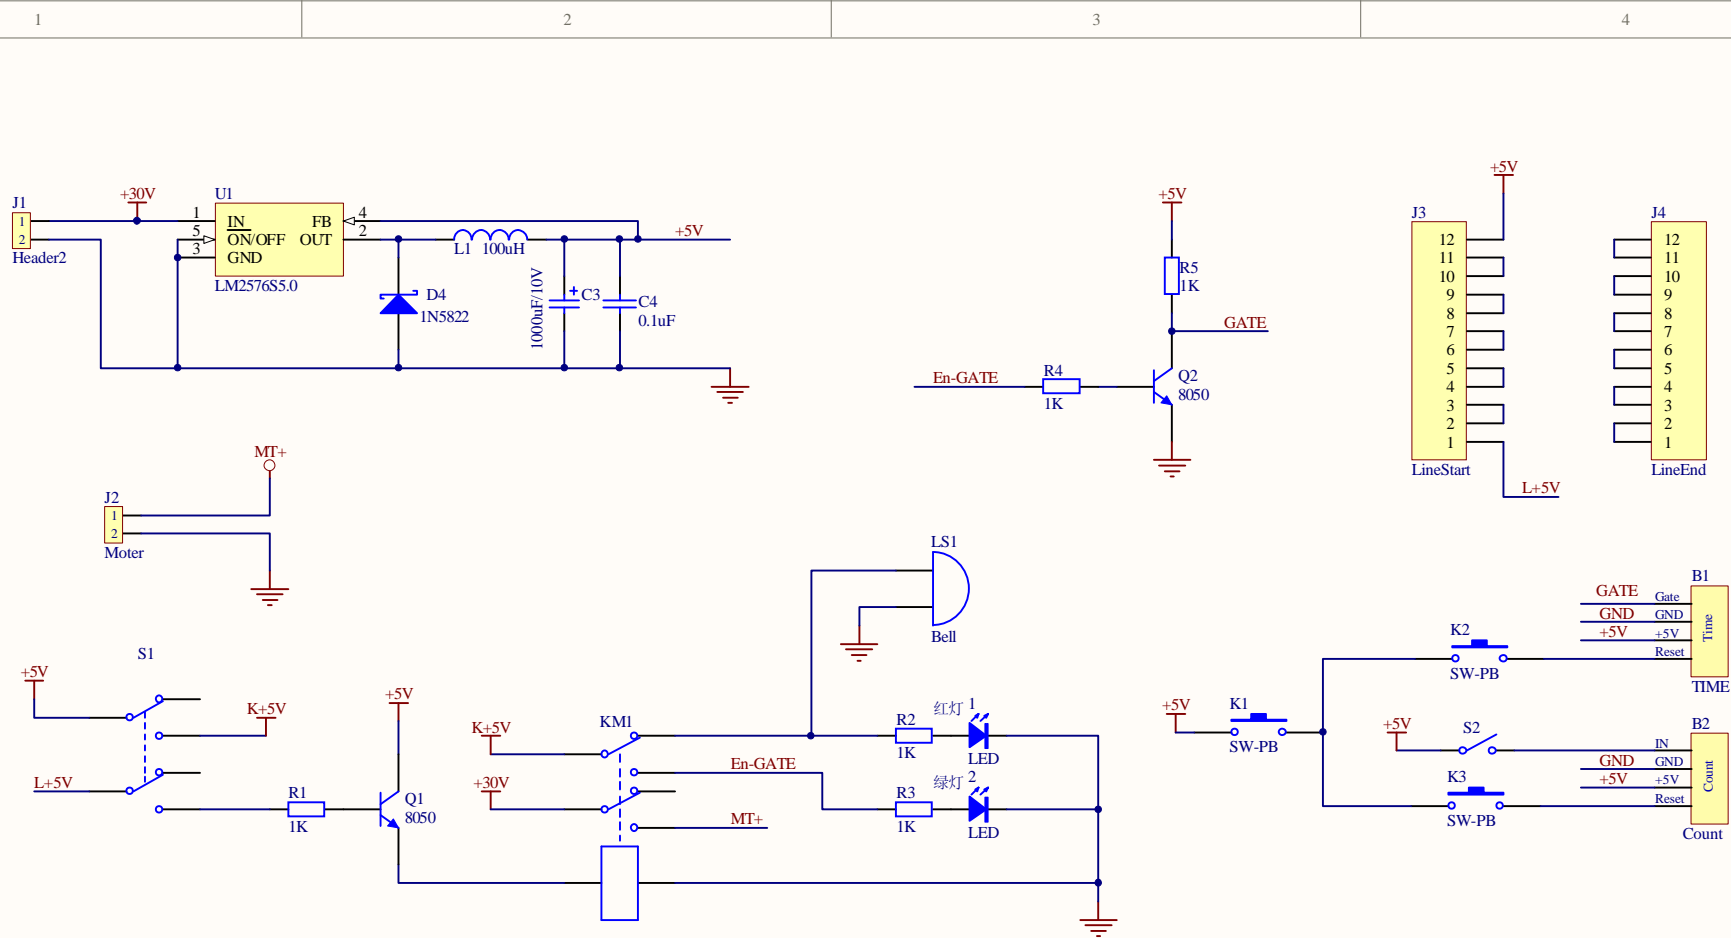 1 2 3 4
J1
1
2
Header2
+30V
U1
1 IN FB 4
5 ON/OFF OUT 2
3 GND
LM2576S5.0
L1 100uH
+5V
D4
1N5822
1000uF/10V
+ C3
C4
0.1uF
+5V
R5
1K
GATE
En-GATE
R4
1K
Q2
8050
+5V
J3
12
11
10
9
8
7
6
5
4
3
2
1
LineStart
L+5V
J4
12
11
10
9
8
7
6
5
4
3
2
1
LineEnd
MT+
J2
1
2
Moter
LS1
Bell
S1
+5V
K+5V
L+5V
R1
1K
+5V
Q1
8050
KM1
K+5V
+30V
En-GATE
MT+
R2
1K
红灯 1
LED
R3
1K
绿灯 2
LED
+5V
K1
SW-PB
K2
SW-PB
+5V
S2
K3
SW-PB
B1
GATE Gate
GND GND
+5V +5V
Reset
Time
TIME
B2
IN
GND GND
+5V +5V
Reset
Count
Count